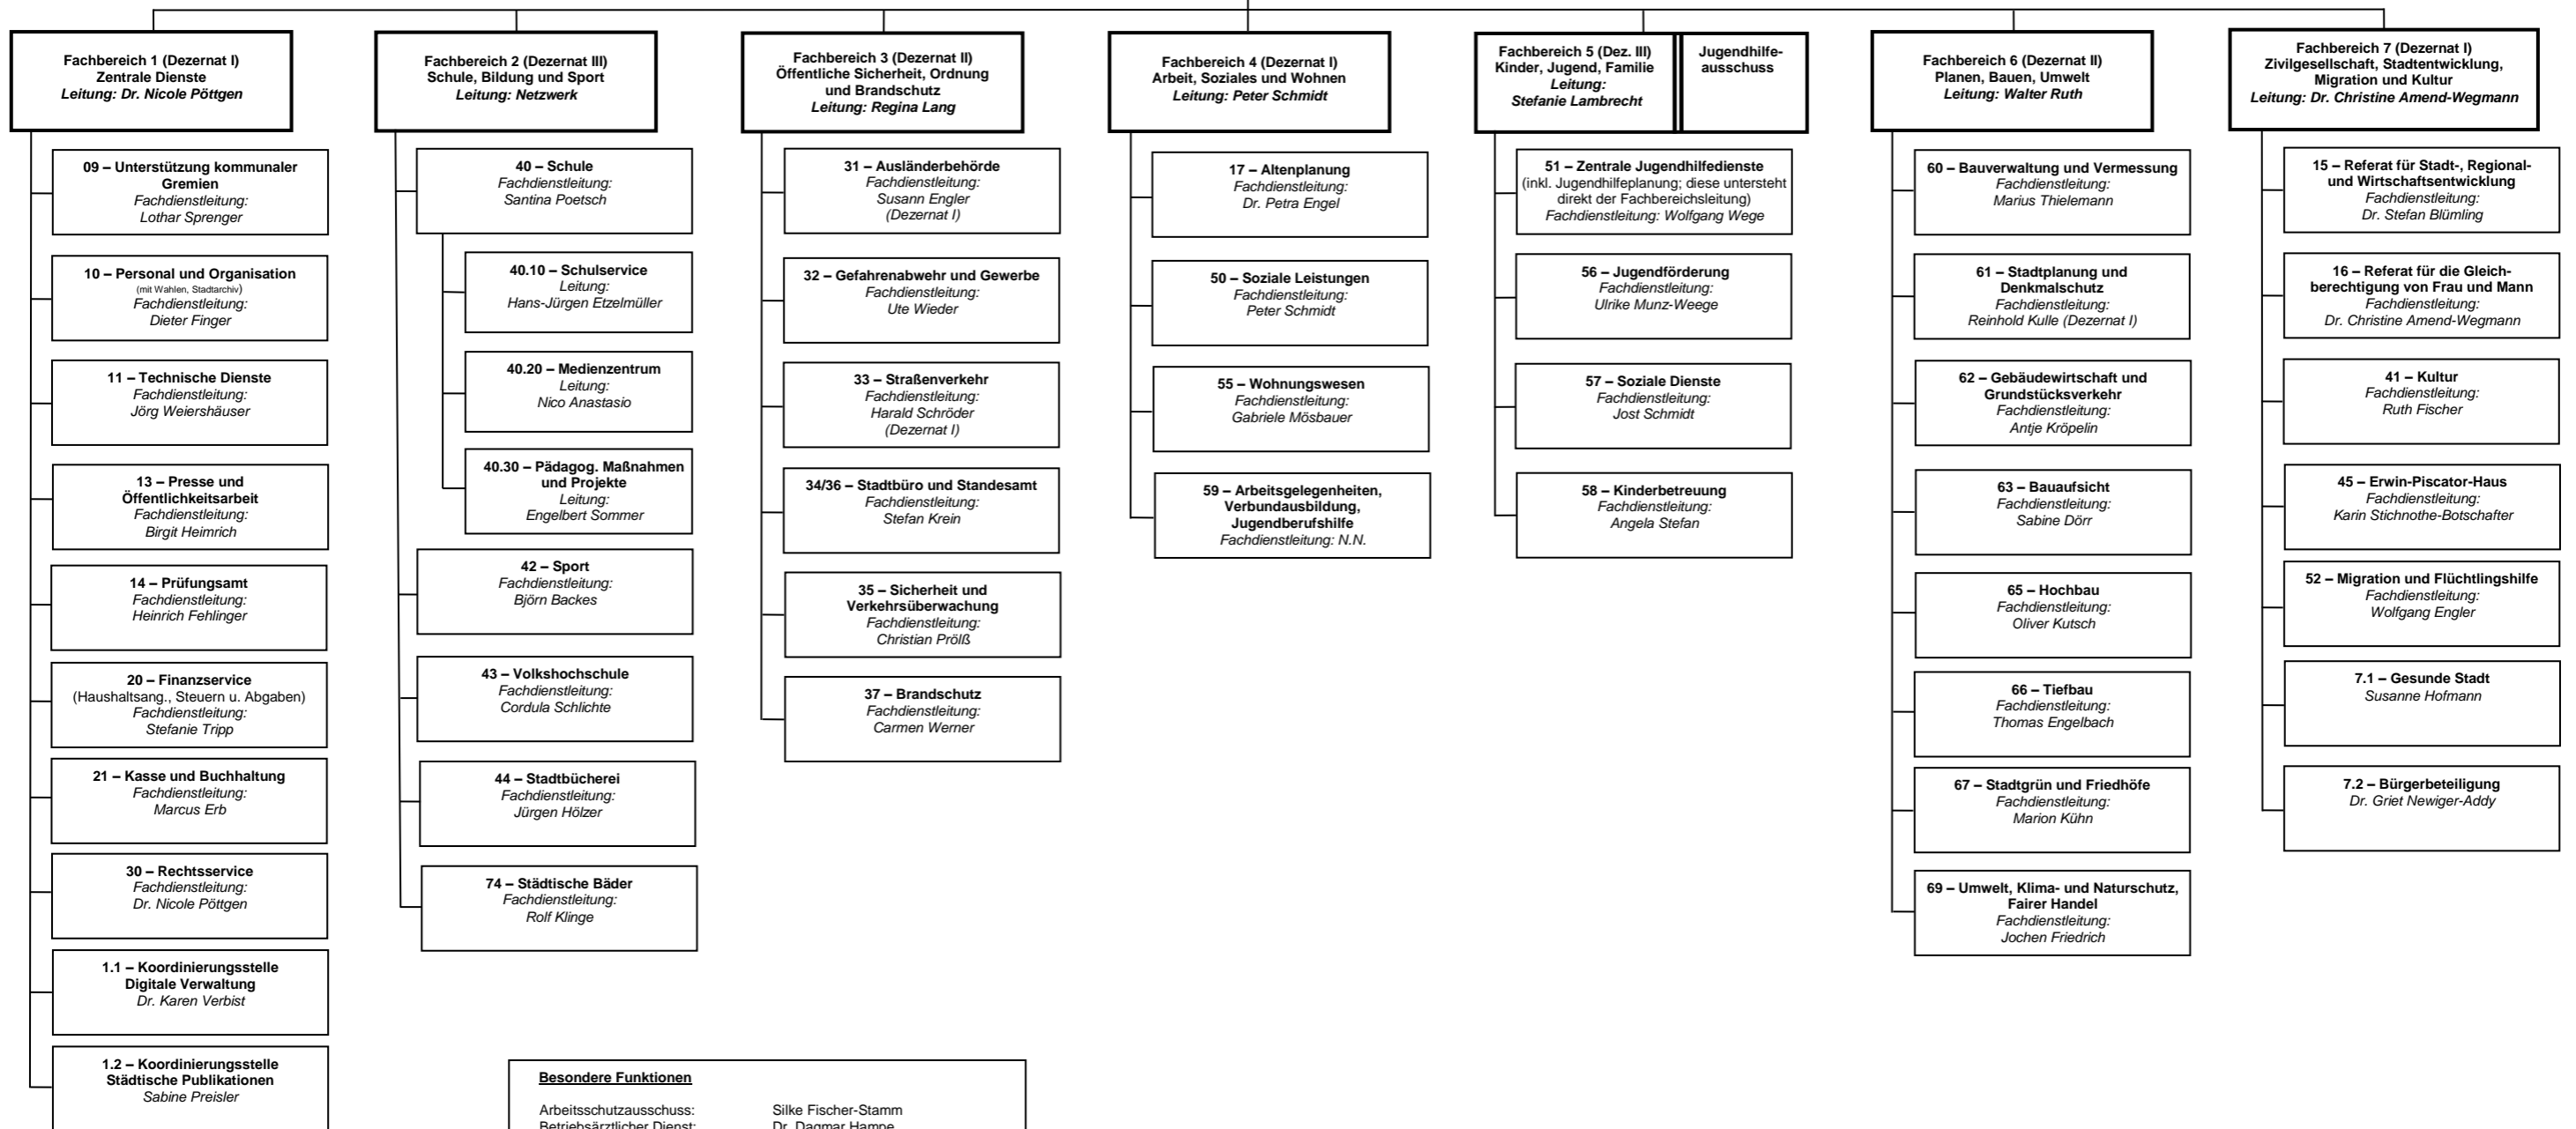 Fachbereich 1 (Dezernat I)
Zentrale Dienste
Leitung: Dr. Nicole Pöttgen
09 – Unterstützung kommunaler
Gremien
Fachdienstleitung:
Lothar Sprenger
10 – Personal und Organisation
(mit Wahlen, Stadtarchiv)
Fachdienstleitung:
Dieter Finger
11 – Technische Dienste
Fachdienstleitung:
Jörg Weiershäuser
13 – Presse und
Öffentlichkeitsarbeit
Fachdienstleitung:
Birgit Heimrich
14 – Prüfungsamt
Fachdienstleitung:
Heinrich Fehlinger
20 – Finanzservice
(Haushaltsang., Steuern u. Abgaben)
Fachdienstleitung:
Stefanie Tripp
21 – Kasse und Buchhaltung
Fachdienstleitung:
Marcus Erb
30 – Rechtsservice
Fachdienstleitung:
Dr. Nicole Pöttgen
1.1 – Koordinierungsstelle
Digitale Verwaltung
Dr. Karen Verbist
1.2 – Koordinierungsstelle
Städtische Publikationen
Sabine Preisler
Fachbereich 2 (Dezernat III)
Schule, Bildung und Sport
Leitung: Netzwerk
40 – Schule
Fachdienstleitung:
Santina Poetsch
40.10 – Schulservice
Leitung:
Hans-Jürgen Etzelmüller
40.20 – Medienzentrum
Leitung:
Nico Anastasio
40.30 – Pädagog. Maßnahmen
und Projekte
Leitung:
Engelbert Sommer
42 – Sport
Fachdienstleitung:
Björn Backes
43 – Volkshochschule
Fachdienstleitung:
Cordula Schlichte
44 – Stadtbücherei
Fachdienstleitung:
Jürgen Hölzer
74 – Städtische Bäder
Fachdienstleitung:
Rolf Klinge
Fachbereich 3 (Dezernat II)
Öffentliche Sicherheit, Ordnung
und Brandschutz
Leitung: Regina Lang
31 – Ausländerbehörde
Fachdienstleitung:
Susann Engler
(Dezernat I)
32 – Gefahrenabwehr und Gewerbe
Fachdienstleitung:
Ute Wieder
33 – Straßenverkehr
Fachdienstleitung:
Harald Schröder
(Dezernat I)
34/36 – Stadtbüro und Standesamt
Fachdienstleitung:
Stefan Krein
35 – Sicherheit und
Verkehrsüberwachung
Fachdienstleitung:
Christian Prölß
37 – Brandschutz
Fachdienstleitung:
Carmen Werner
Fachbereich 4 (Dezernat I)
Arbeit, Soziales und Wohnen
Leitung: Peter Schmidt
17 – Altenplanung
Fachdienstleitung:
Dr. Petra Engel
50 – Soziale Leistungen
Fachdienstleitung:
Peter Schmidt
55 – Wohnungswesen
Fachdienstleitung:
Gabriele Mösbauer
59 – Arbeitsgelegenheiten,
Verbundausbildung,
Jugendberufshilfe
Fachdienstleitung: N.N.
Fachbereich 5 (Dez. III)
Kinder, Jugend, Familie
Leitung:
Stefanie Lambrecht
Jugendhilfe-
ausschuss
51 – Zentrale Jugendhilfedienste
(inkl. Jugendhilfeplanung; diese untersteht
direkt der Fachbereichsleitung)
Fachdienstleitung: Wolfgang Wege
56 – Jugendförderung
Fachdienstleitung:
Ulrike Munz-Weege
57 – Soziale Dienste
Fachdienstleitung:
Jost Schmidt
58 – Kinderbetreuung
Fachdienstleitung:
Angela Stefan
Fachbereich 6 (Dezernat II)
Planen, Bauen, Umwelt
Leitung: Walter Ruth
60 – Bauverwaltung und Vermessung
Fachdienstleitung:
Marius Thielemann
61 – Stadtplanung und
Denkmalschutz
Fachdienstleitung:
Reinhold Kulle (Dezernat I)
62 – Gebäudewirtschaft und
Grundstücksverkehr
Fachdienstleitung:
Antje Kröpelin
63 – Bauaufsicht
Fachdienstleitung:
Sabine Dörr
65 – Hochbau
Fachdienstleitung:
Oliver Kutsch
66 – Tiefbau
Fachdienstleitung:
Thomas Engelbach
67 – Stadtgrün und Friedhöfe
Fachdienstleitung:
Marion Kühn
69 – Umwelt, Klima- und Naturschutz,
Fairer Handel
Fachdienstleitung:
Jochen Friedrich
Fachbereich 7 (Dezernat I)
Zivilgesellschaft, Stadtentwicklung,
Migration und Kultur
Leitung: Dr. Christine Amend-Wegmann
15 – Referat für Stadt-, Regional-
und Wirtschaftsentwicklung
Fachdienstleitung:
Dr. Stefan Blümling
16 – Referat für die Gleich-
berechtigung von Frau und Mann
Fachdienstleitung:
Dr. Christine Amend-Wegmann
41 – Kultur
Fachdienstleitung:
Ruth Fischer
45 – Erwin-Piscator-Haus
Fachdienstleitung:
Karin Stichnothe-Botschafter
52 – Migration und Flüchtlingshilfe
Fachdienstleitung:
Wolfgang Engler
7.1 – Gesunde Stadt
Susanne Hofmann
7.2 – Bürgerbeteiligung
Dr. Griet Newiger-Addy
Besondere Funktionen
Arbeitsschutzausschuss: Silke Fischer-Stamm
Betriebsärztlicher Dienst: Dr. Dagmar Hampe